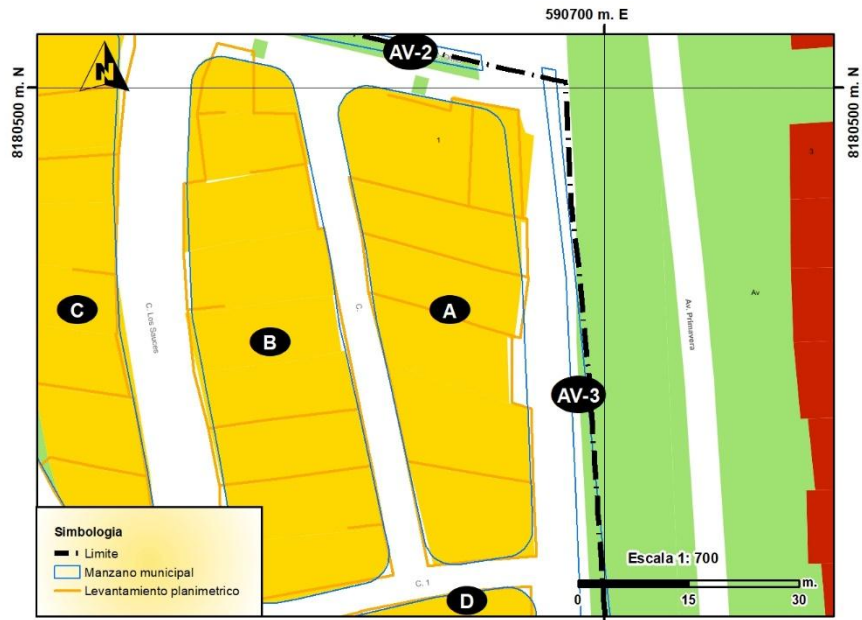 590700 m. E
8180500 m. N
8180500 m. N
N
AV-2
1
3
C
C. Los Sauces
B
C.
A
Av. Primavera
Av
AV-3
Simbologia
Limite
Manzano municipal
Levantamiento planimetrico
C. 1
D
Escala 1: 700
m.
0 15 30